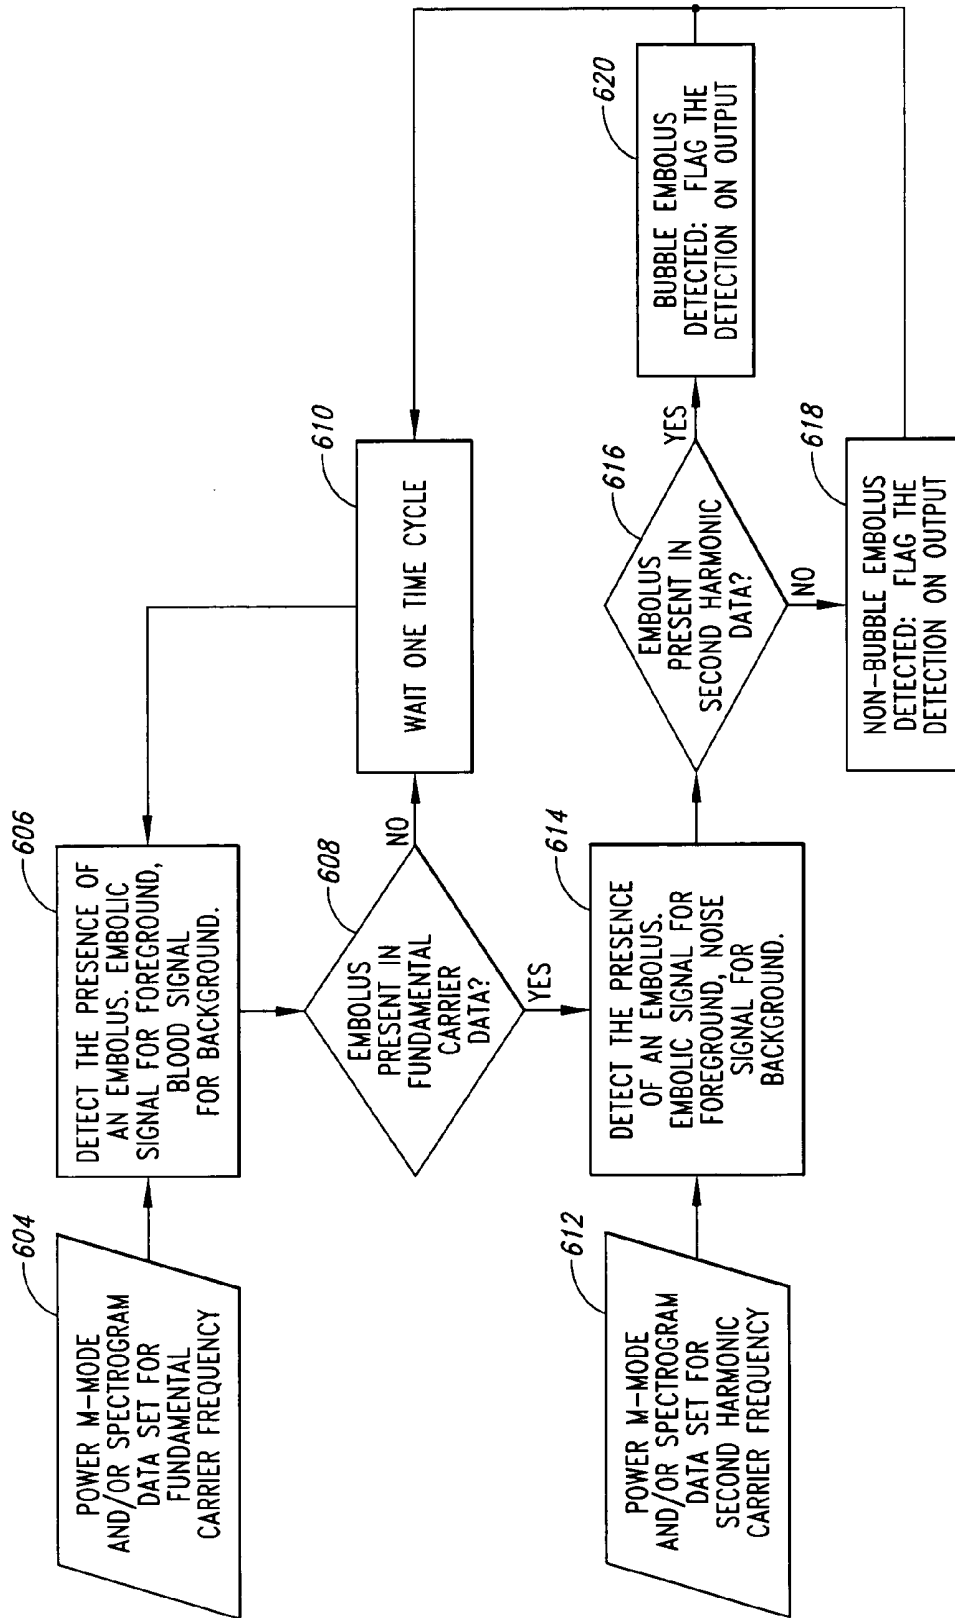 604
POWER M-MODE
AND/OR SPECTROGRAM
DATA SET FOR
FUNDAMENTAL
CARRIER FREQUENCY
606
DETECT THE PRESENCE OF
AN EMBOLUS. EMBOLIC
SIGNAL FOR FOREGROUND,
BLOOD SIGNAL
FOR BACKGROUND.
608
EMBOLUS
PRESENT IN
FUNDAMENTAL
CARRIER
DATA?
NO
YES
610
WAIT ONE TIME CYCLE
612
POWER M-MODE
AND/OR SPECTROGRAM
DATA SET FOR
SECOND HARMONIC
CARRIER FREQUENCY
614
DETECT THE PRESENCE
OF AN EMBOLUS.
EMBOLIC SIGNAL FOR
FOREGROUND, NOISE
SIGNAL FOR
BACKGROUND.
616
EMBOLUS
PRESENT IN
SECOND HARMONIC
DATA?
YES
NO
620
BUBBLE EMBOLUS
DETECTED: FLAG THE
DETECTION ON OUTPUT
618
NON-BUBBLE EMBOLUS
DETECTED: FLAG THE
DETECTION ON OUTPUT